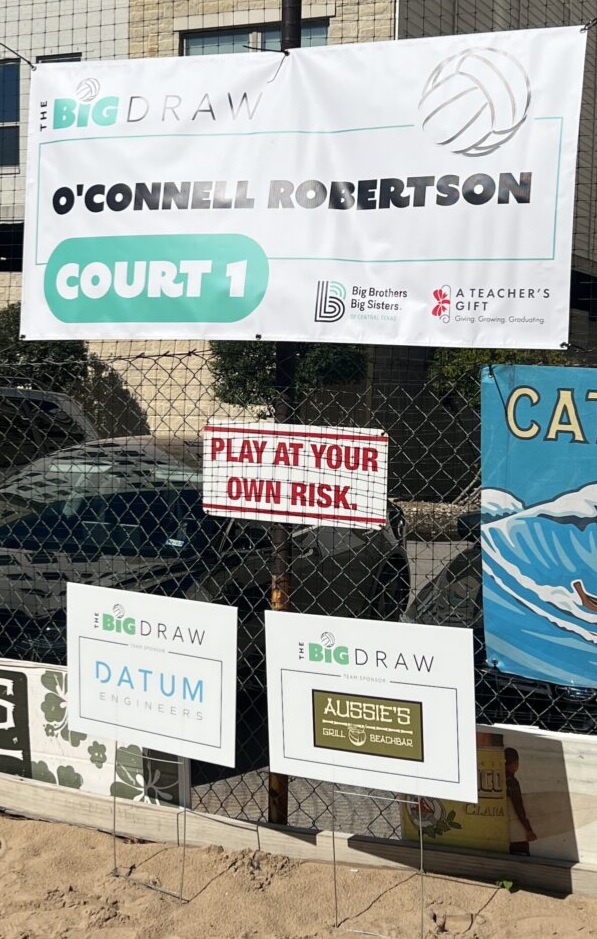 THE BIG DRAW
O'CONNELL ROBERTSON
COURT 1
Big Brothers
Big Sisters.
OF CENTRAL TEXAS
A TEACHER'S
GIFT
Giving. Growing. Graduating.
PLAY AT YOUR
OWN RISK.
CAT
THE BIG DRAW
TEAM SPONSOR
DATUM
ENGINEERS
THE BIG DRAW
TEAM SPONSOR
AUSSIE'S
GRILL BEACHBAR
CLARA